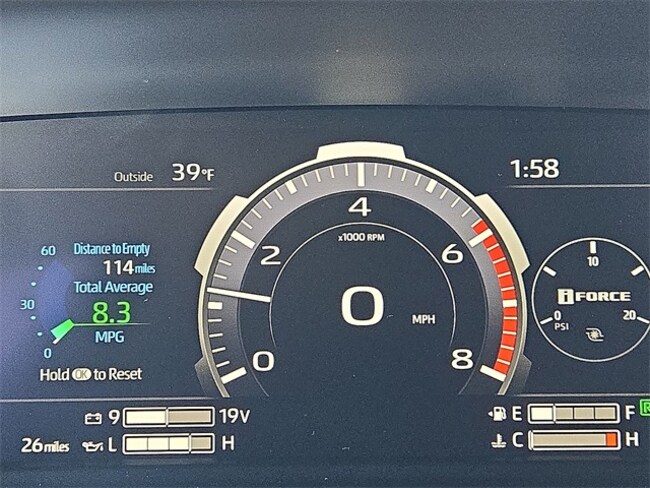 Outside 39°F
1:58
60
Distance to Empty
114 miles
Total Average
8.3
MPG
30
0
Hold OK to Reset
4
x1000 RPM
2
6
0
MPH
0
8
10
i FORCE
0
PSI
20
9
19V
26 miles
L
H
E
F
C
H
R